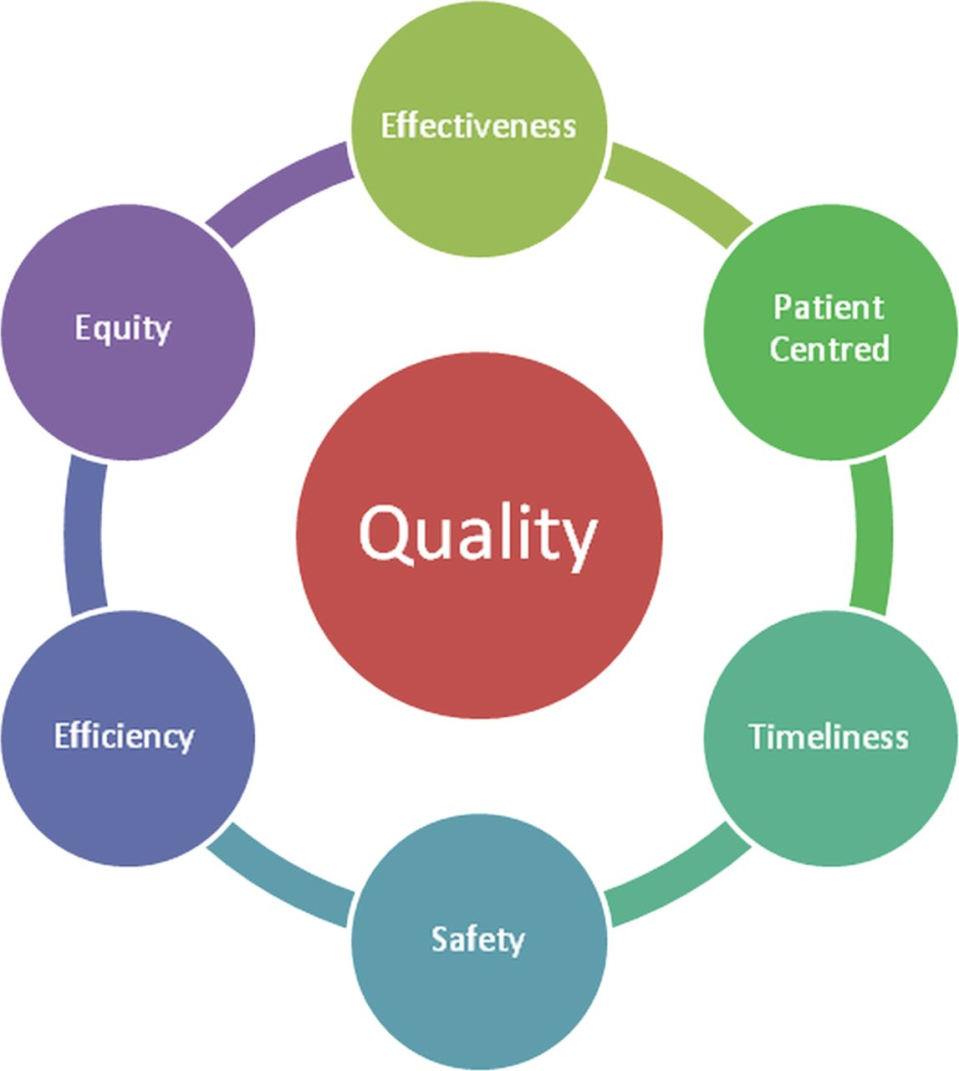 Effectiveness
Patient
Centred
Equity
Quality
Timeliness
Efficiency
Safety